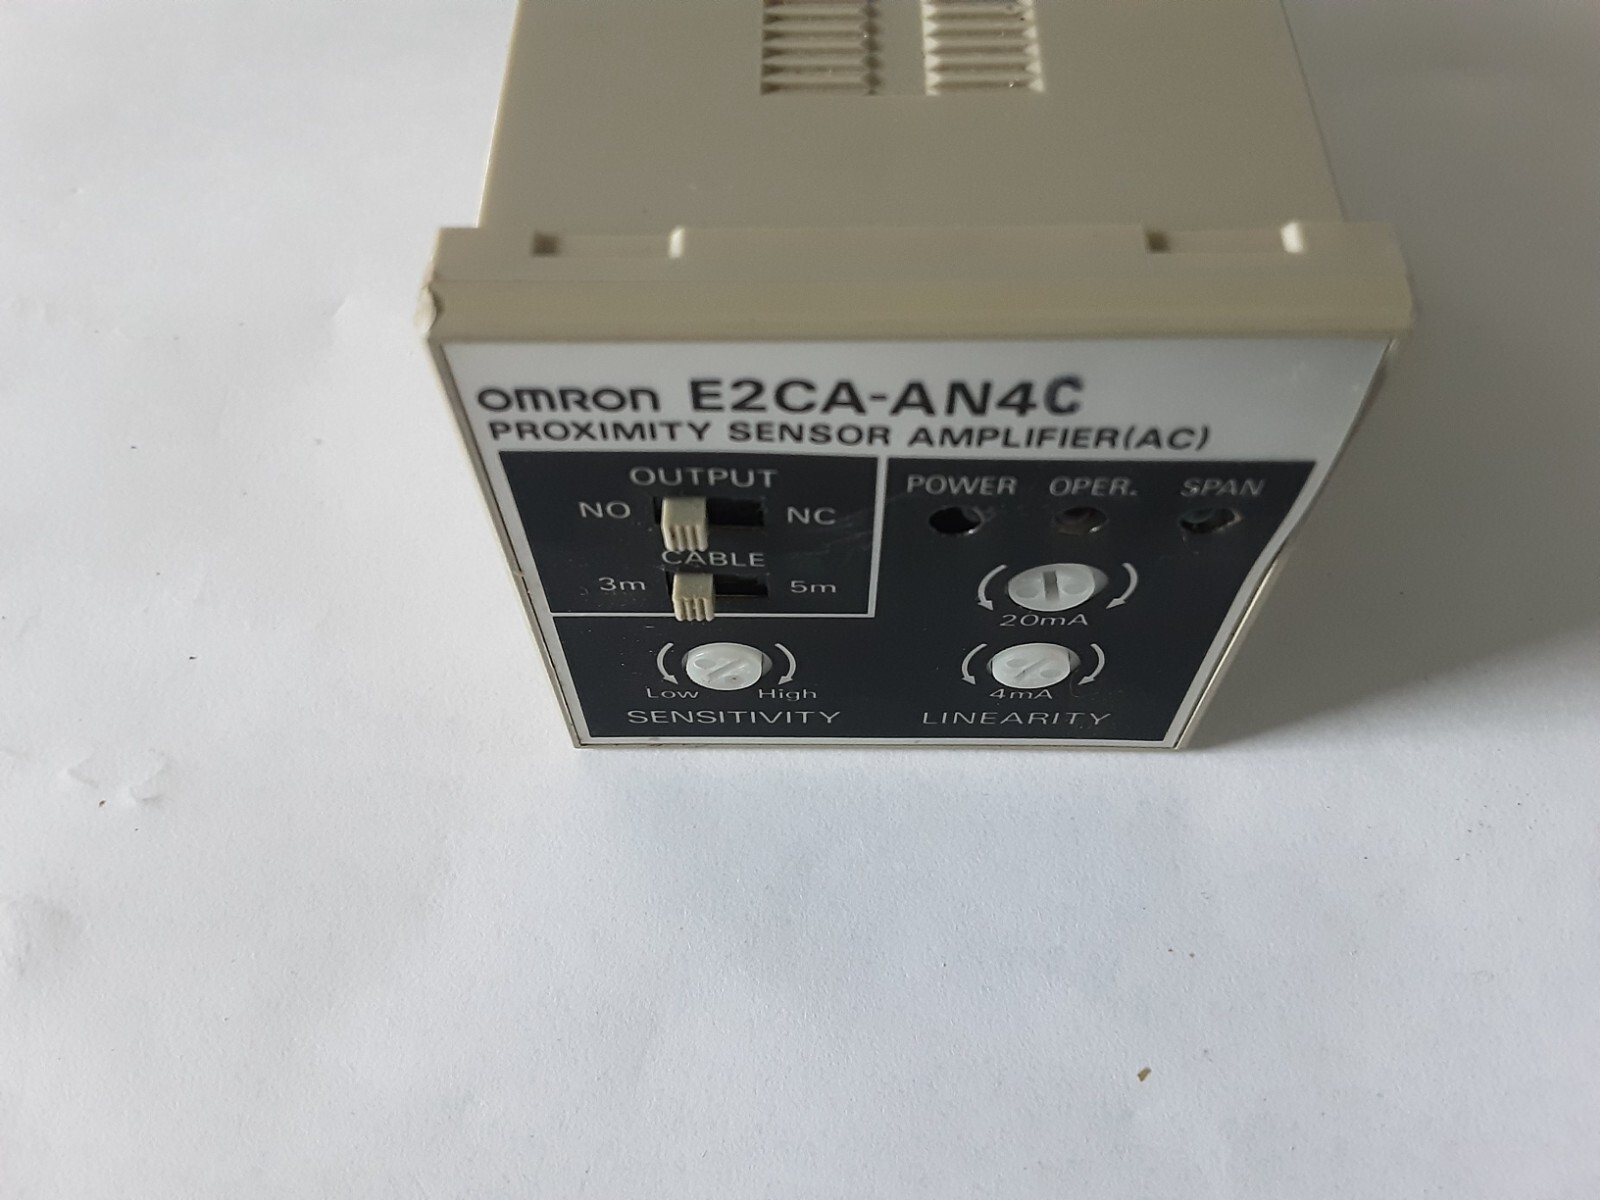 omron E2CA-AN4C
PROXIMITY SENSOR AMPLIFIER(AC)
OUTPUT
NO NC
CABLE
3m 5m
POWER OPER. SPAN
20mA
4mA
Low High
SENSITIVITY
LINEARITY